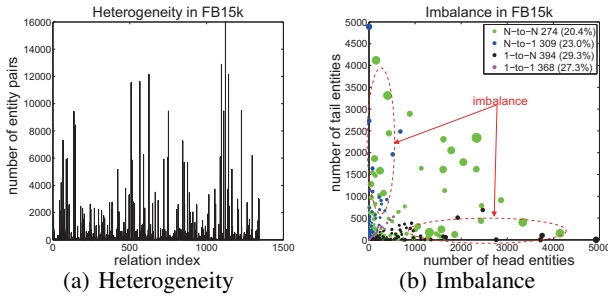 Heterogeneity in FB15k
16000
14000
12000
10000
8000
6000
4000
2000
0
0
500
1000
1500
number of entity pairs
relation index
(a) Heterogeneity
Imbalance in FB15k
5000
4500
4000
3500
3000
2500
2000
1500
1000
500
0
0
1000
2000
3000
4000
5000
number of tail entities
number of head entities
N−to−N 274 (20.4%)
N−to−1 309 (23.0%)
1−to−N 394 (29.3%)
1−to−1 368 (27.3%)
imbalance
(b) Imbalance